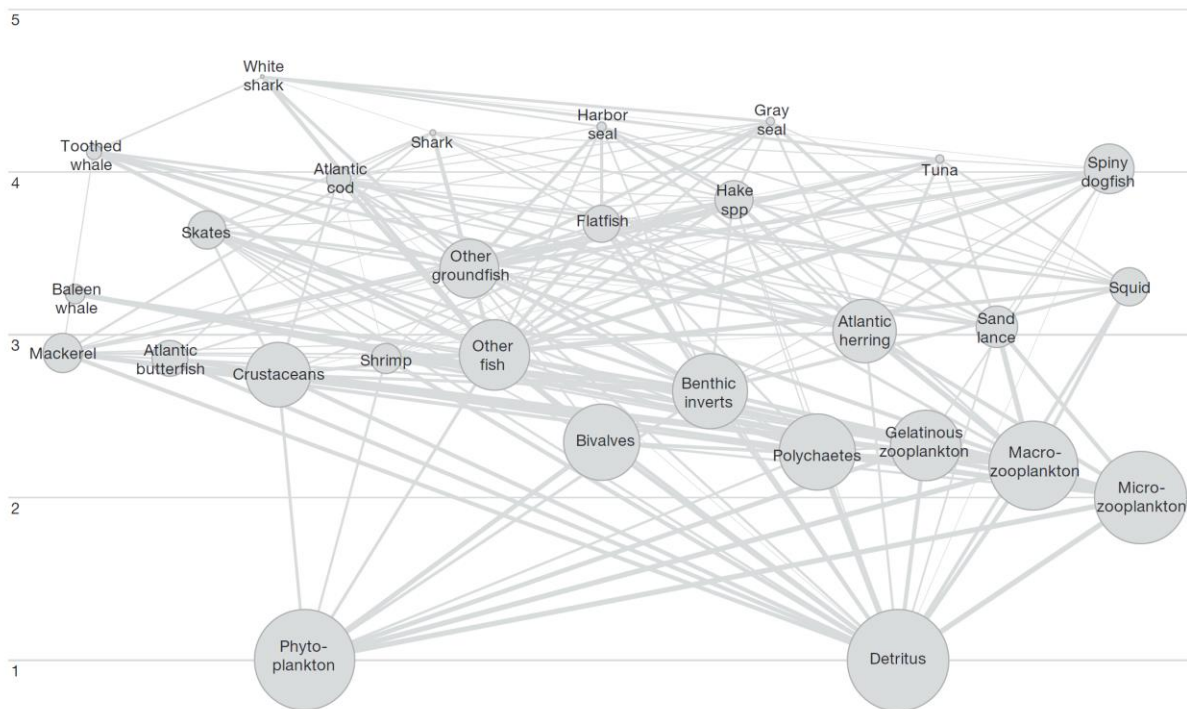 5
White
shark
Gray
seal
Harbor
seal
Shark
Toothed
whale
Tuna
Spiny
dogfish
Atlantic
cod
4
Hake
spp
Flatfish
Skates
Other
groundfish
Baleen
whale
Squid
Atlantic
herring
Sand
lance
3
Mackerel
Atlantic
butterfish
Crustaceans
Shrimp
Other
fish
Benthic
inverts
Bivalves
Polychaetes
Gelatinous
zooplankton
Macro-
zooplankton
Micro-
zooplankton
2
Phyto-
plankton
Detritus
1